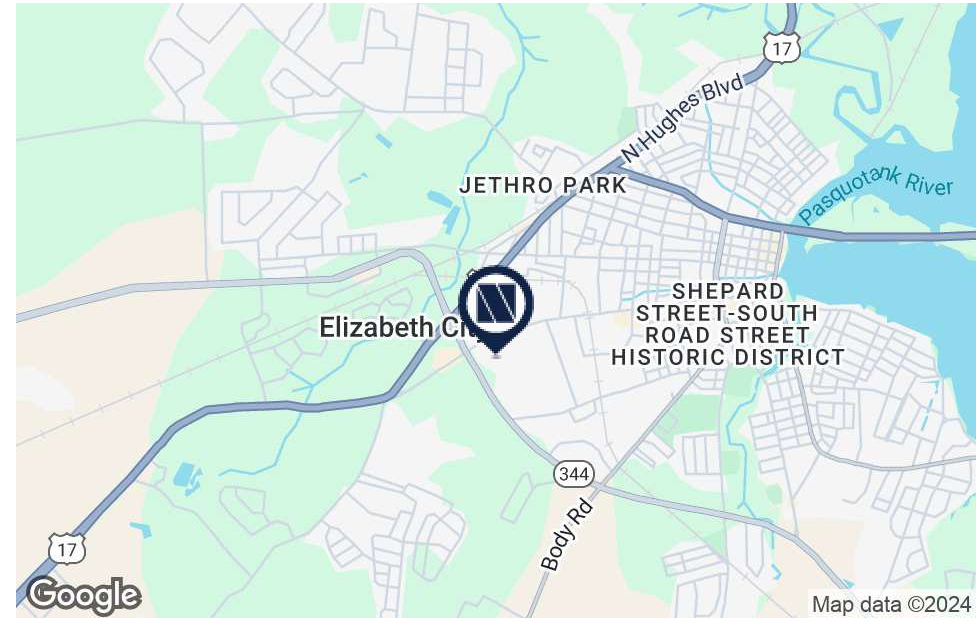 17
N Hughes Blvd
JETHRO PARK
Pasquotank River
SHEPARD
STREET-SOUTH
ROAD STREET
HISTORIC DISTRICT
Elizabeth City
344
Body Rd
17
Google
Map data ©2024